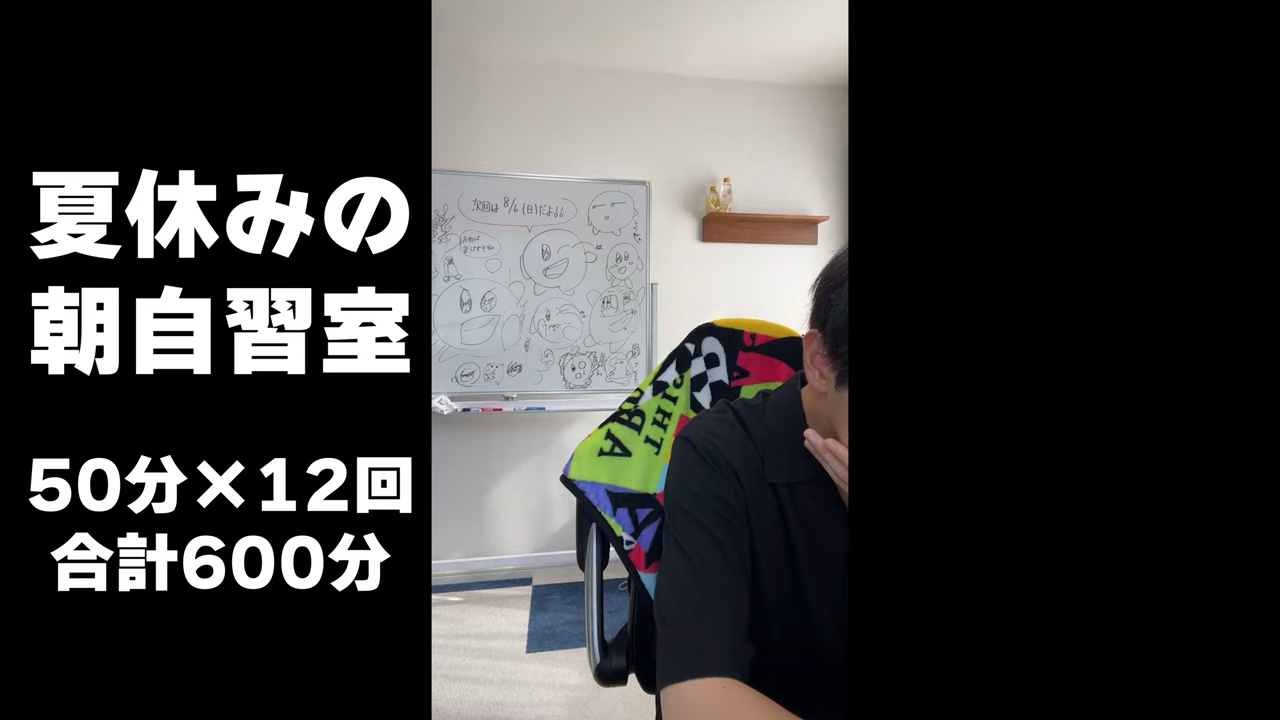 夏休みの
朝自習室
50分×12回
合計600分
次回は 8/6 (日)だよ!!